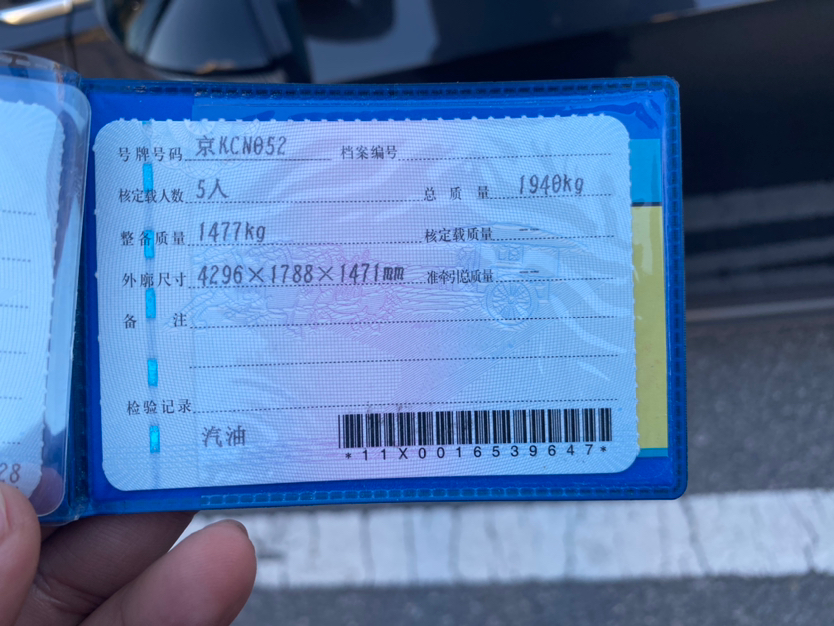 号牌号码 京KCN052 档案编号
核定载人数 5人 总质量 1940kg
整备质量 1477kg 核定载质量 --
外廓尺寸 4296×1788×1471mm 准牵引总质量 --
备注
检验记录
汽油
*11X0016539647*
28